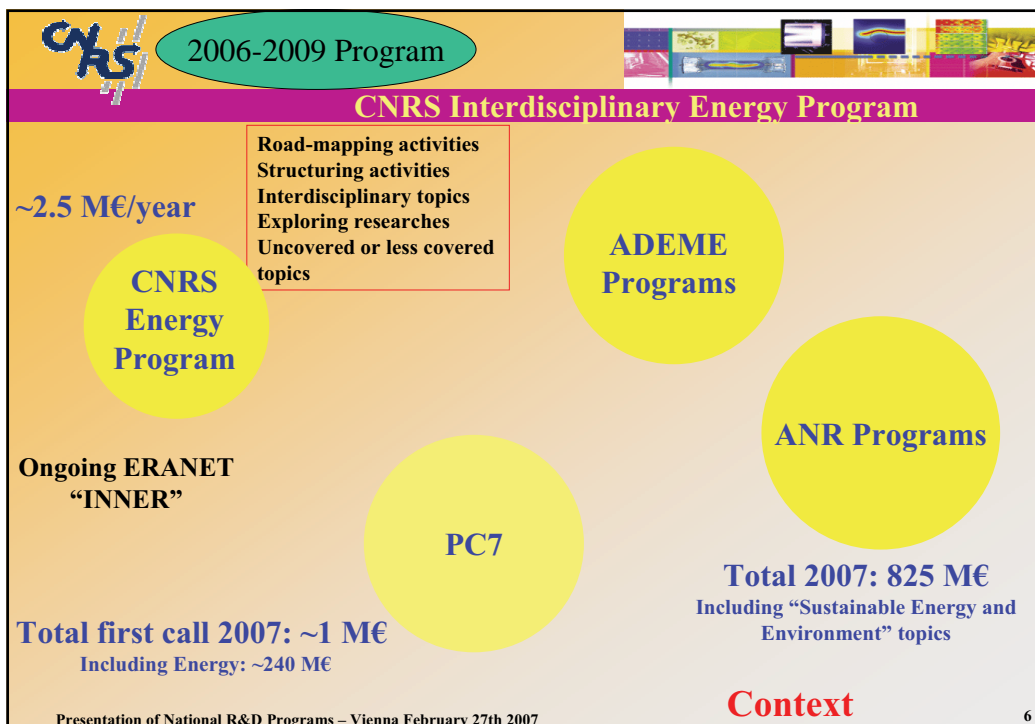 CNRS
2006-2009 Program
CNRS Interdisciplinary Energy Program
Road-mapping activities
Structuring activities
Interdisciplinary topics
Exploring researches
Uncovered or less covered
topics
~2.5 M€/year
CNRS
Energy
Program
ADEME
Programs
ANR Programs
Ongoing ERANET
“INNER”
PC7
Total 2007: 825 M€
Including “Sustainable Energy and
Environment” topics
Total first call 2007: ~1 M€
Including Energy: ~240 M€
Context
Presentation of National R&D Programs – Vienna February 27th 2007
6